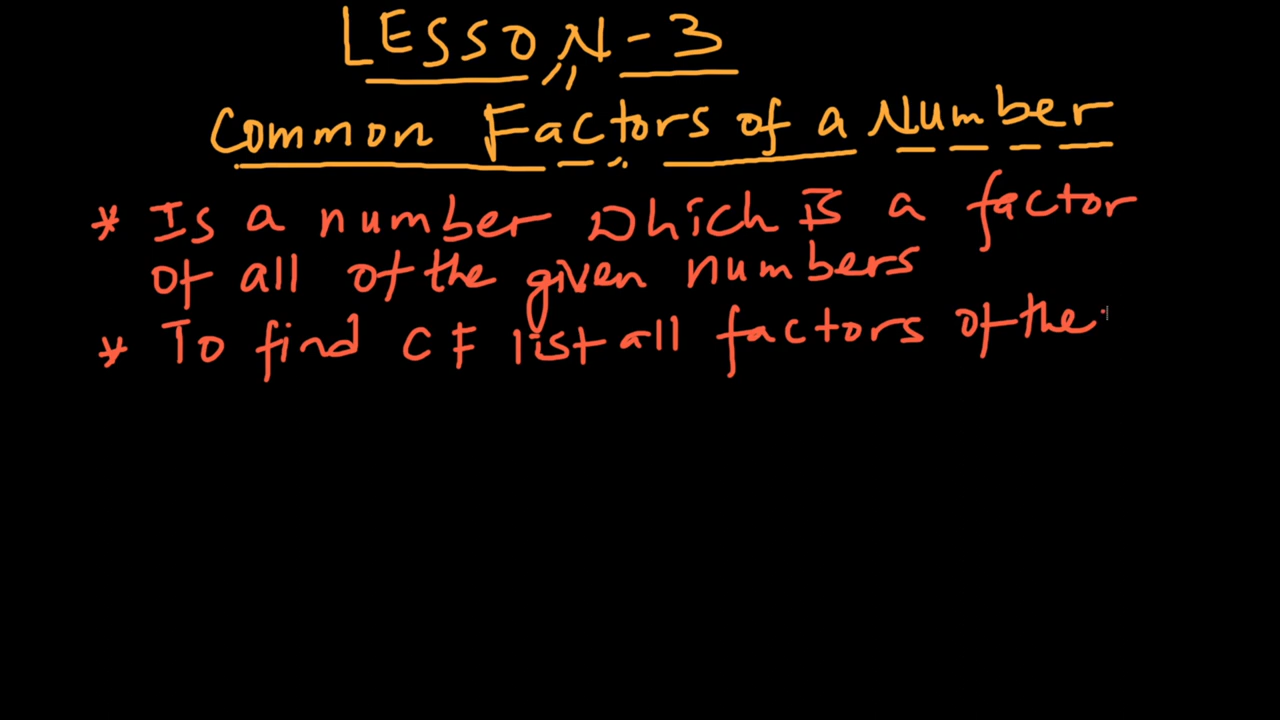 LESSON-3
Common Factors of a Number
* Is a number which is a factor
of all of the given numbers
* To find CF list all factors of the